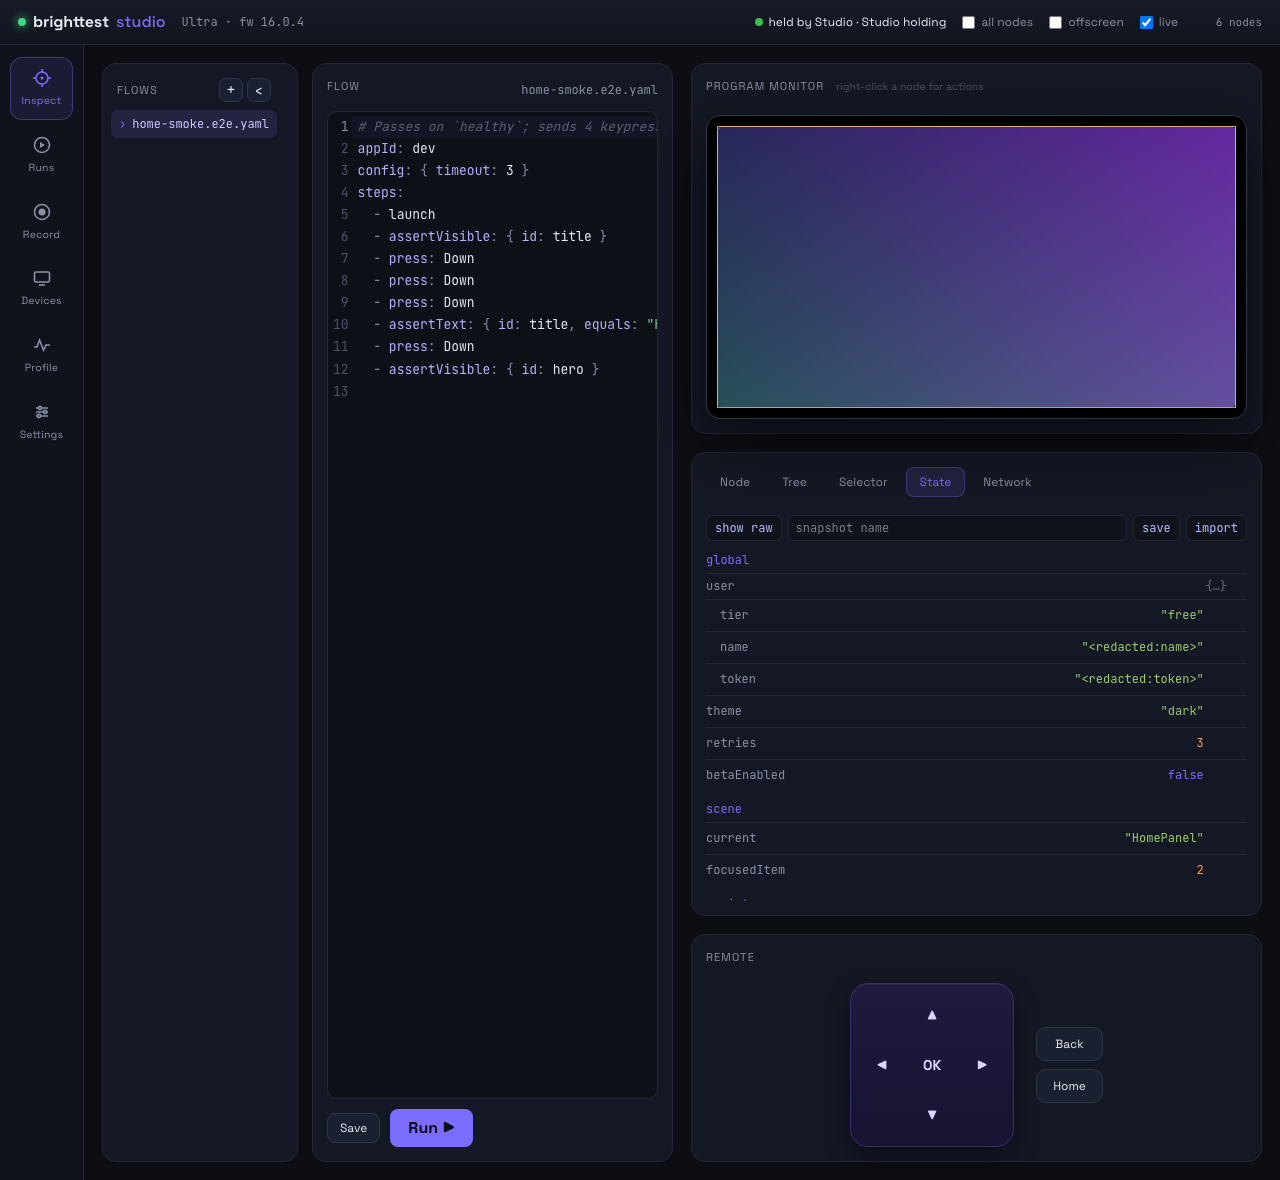 brighttest studio Ultra · fw 16.0.4
held by Studio · Studio holding all nodes offscreen live 6 nodes
Inspect
Runs
Record
Devices
Profile
Settings
FLOWS + <
› home-smoke.e2e.yaml
FLOW home-smoke.e2e.yaml
1 # Passes on `healthy`; sends 4 keypres
2 appId: dev
3 config: { timeout: 3 }
4 steps:
5 - launch
6 - assertVisible: { id: title }
7 - press: Down
8 - press: Down
9 - press: Down
10 - assertText: { id: title, equals: "
11 - press: Down
12 - assertVisible: { id: hero }
13
Save Run ▶
PROGRAM MONITOR right-click a node for actions
Node Tree Selector State Network
show raw snapshot name save import
global
user {…}
tier "free"
name "<redacted:name>"
token "<redacted:token>"
theme "dark"
retries 3
betaEnabled false
scene
current "HomePanel"
focusedItem 2
REMOTE
▲
◀ OK ▶
▼
Back
Home